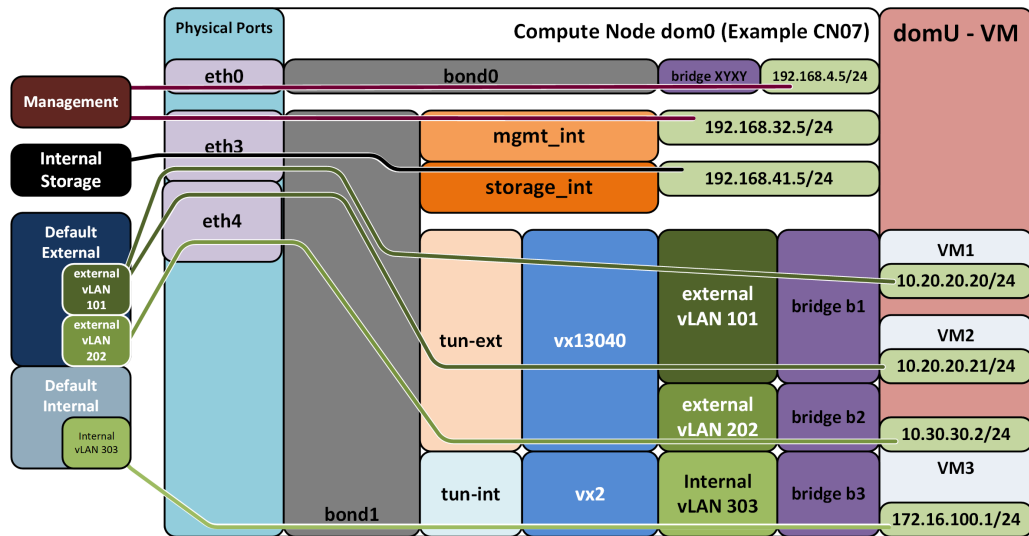 Physical Ports
Compute Node dom0 (Example CN07)
domU - VM
eth0
bond0
bridge XYXY
192.168.4.5/24
Management
eth3
mgmt_int
192.168.32.5/24
Internal
Storage
storage_int
192.168.41.5/24
eth4
Default
External
external
vLAN
101
external
vLAN
202
Default
Internal
Internal
vLAN 303
bond1
tun-ext
vx13040
external
vLAN 101
bridge b1
external
vLAN 202
bridge b2
tun-int
vx2
Internal
vLAN 303
bridge b3
VM1
10.20.20.20/24
VM2
10.20.20.21/24
10.30.30.2/24
VM3
172.16.100.1/24